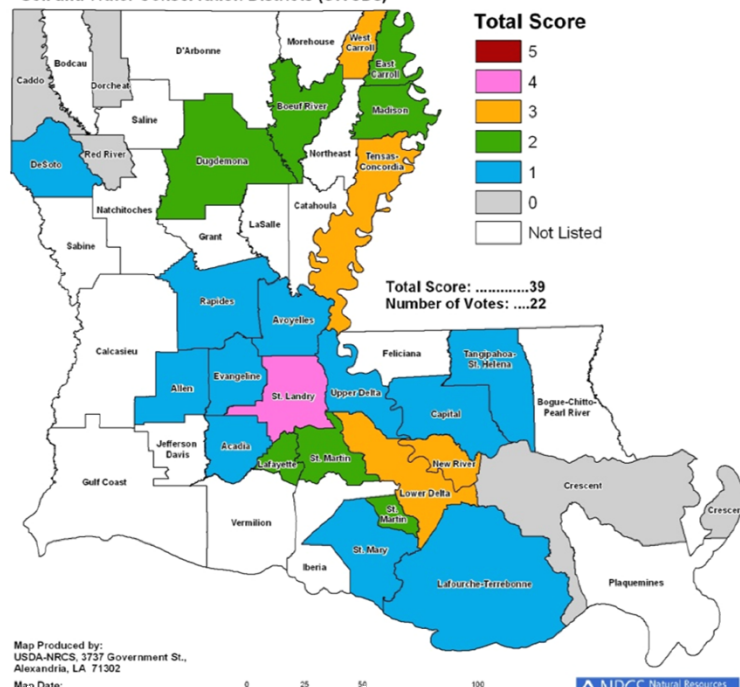 Total Score
5
4
3
2
1
0
Not Listed
Total Score: .............39
Number of Votes: ....22
Caddo
Bodcau
Dorcheat
D'Arbonne
Morehouse
West
Carroll
East
Carroll
Saline
Boeuf River
Madison
DeSoto
Red River
Dugdemona
Northeast
Tensas-
Concordia
Natchitoches
Catahoula
Sabine
Grant
LaSalle
Rapides
Avoyelles
Calcasieu
Feliciana
Tangipahoa-
St. Helena
Allen
Evangeline
St. Landry
Upper Delta
Capital
Bogue-Chitto-
Pearl River
Jefferson
Davis
Acadia
Lafayette
St. Martin
New River
Gulf Coast
Lower Delta
Crescent
Crescen
Vermilion
St.
Martin
St. Mary
Iberia
Lafourche-Terrebonne
Plaquemines
Map Produced by:
USDA-NRCS, 3737 Government St.,
Alexandria, LA 71302
Map Date:
0 25 50 100
NRCS Natural Resources